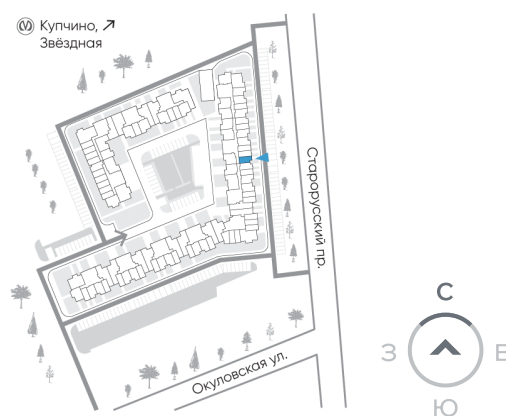 Купчино, ↗
Звёздная
Старорусский пр.
Окуловская ул.
С
З
В
Ю